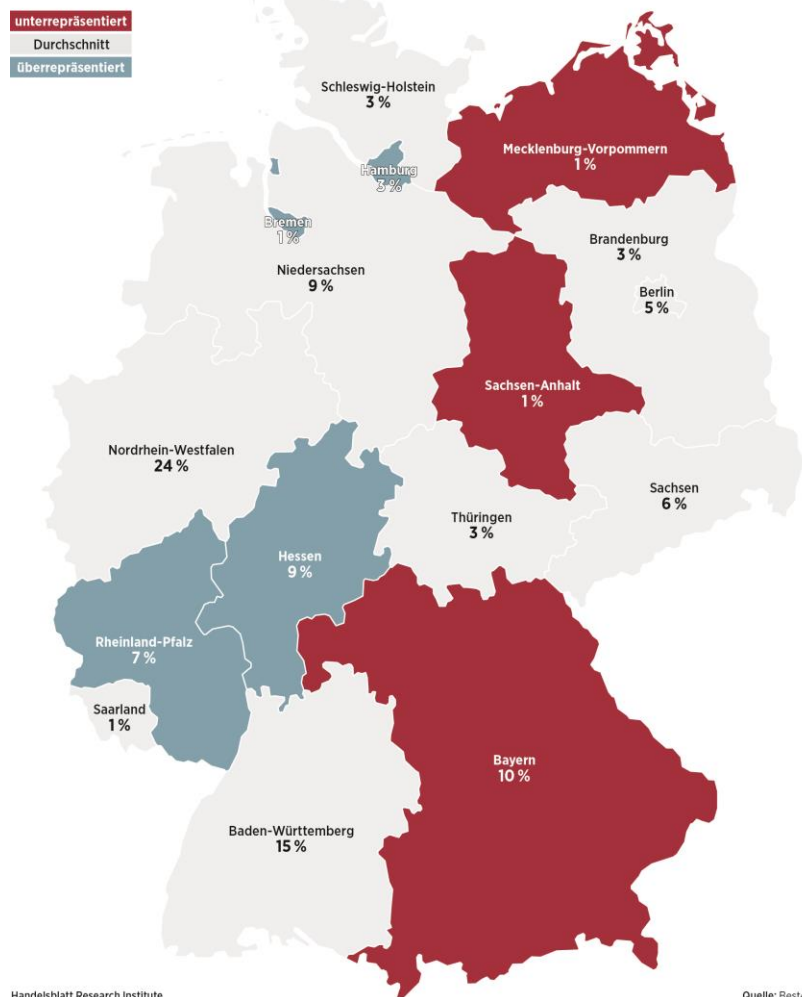 unterrepräsentiert
Durchschnitt
überrepräsentiert
Schleswig-Holstein
3 %
Mecklenburg-Vorpommern
1 %
Hamburg
3 %
Bremen
1 %
Niedersachsen
9 %
Brandenburg
3 %
Berlin
5 %
Sachsen-Anhalt
1 %
Nordrhein-Westfalen
24 %
Sachsen
6 %
Thüringen
3 %
Hessen
9 %
Rheinland-Pfalz
7 %
Saarland
1 %
Bayern
10 %
Baden-Württemberg
15 %
Handelsblatt Research Institute
Quelle: